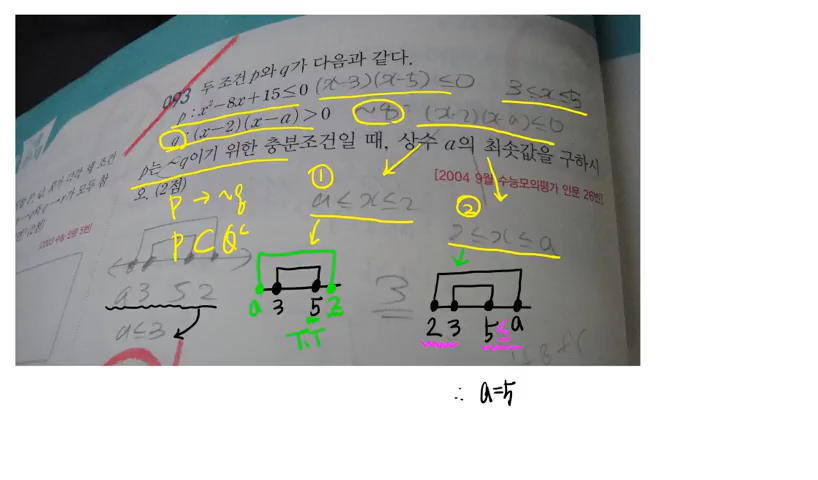 093 두 조건 p와 q가 다음과 같다.
p : x²-8x+15≤0 (x-3)(x-5)≤0 3≤x≤5
q : (x-2)(x-a)>0 ~q : (x-2)(x-a)≤0
p는 ~q이기 위한 충분조건일 때, 상수 a의 최솟값을 구하시
오. (2점)
[2004 9월 수능모의평가 인문 26번]
p → ~q
P ⊂ Qᶜ
① a≤x≤2
② 2≤x≤a
a 3 5 2
a≤3
a 3 5 2
T.T
3
2 3 5 ≤ a
∴ a=5